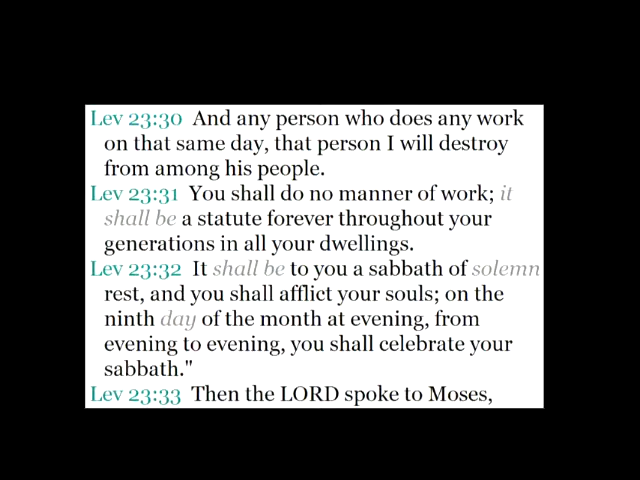 Lev 23:30 And any person who does any work
on that same day, that person I will destroy
from among his people.
Lev 23:31 You shall do no manner of work; it
shall be a statute forever throughout your
generations in all your dwellings.
Lev 23:32 It shall be to you a sabbath of solemn
rest, and you shall afflict your souls; on the
ninth day of the month at evening, from
evening to evening, you shall celebrate your
sabbath."
Lev 23:33 Then the LORD spoke to Moses,